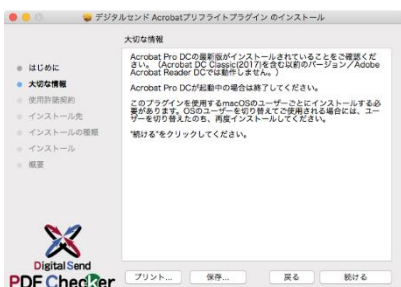 デジタルセンド Acrobatプリフライトプラグイン のインストール
大切な情報
はじめに
大切な情報
使用許諾契約
インストール先
インストールの種類
インストール
概要
Acrobat Pro DCの最新版がインストールされていることをご確認くだ
さい。（Acrobat DC Classic(2017)を含む以前のバージョン／Adobe
Acrobat Reader DCでは動作しません。）
Acrobat Pro DCが起動中の場合は終了してください。
このプラグインを使用するmacOSのユーザーごとにインストールする必
要があります。OSのユーザーを切り替えてご使用される場合には、ユー
ザーを切り替えたのち、再度インストールしてください。
"続ける"をクリックしてください。
Digital Send
PDF Checker
プリント...
保存...
戻る
続ける